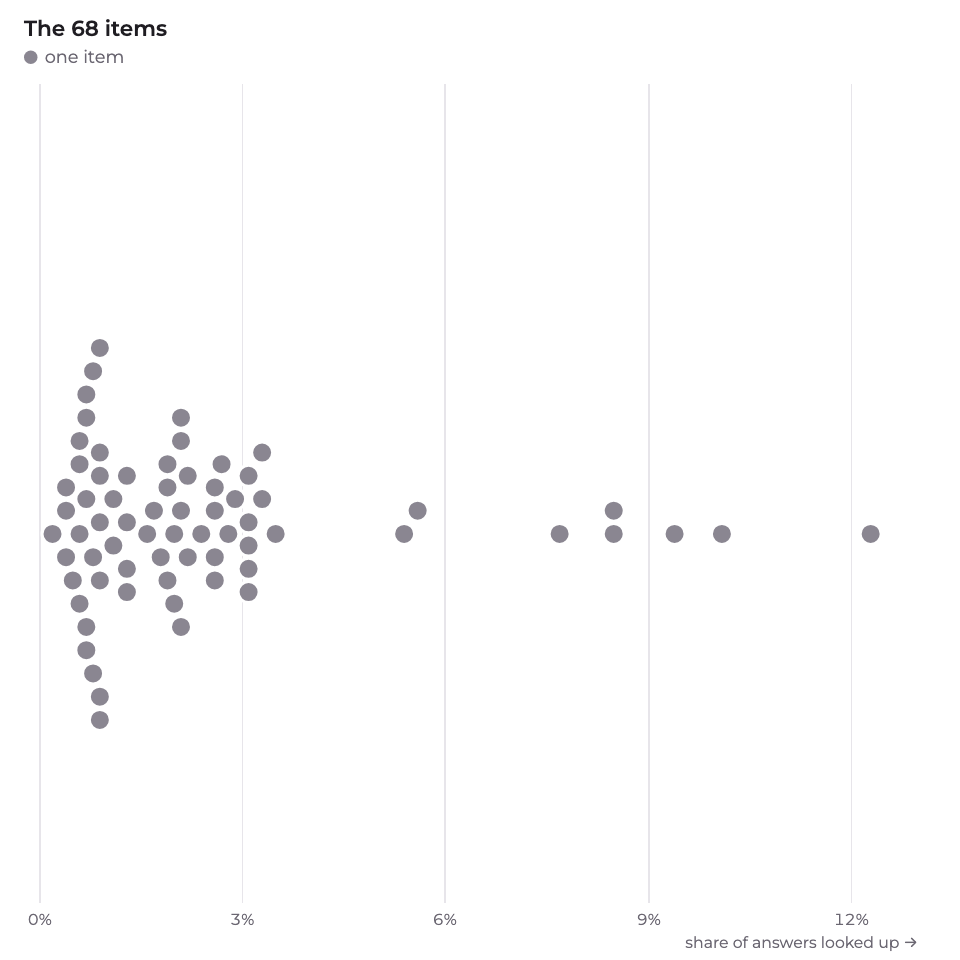 The 68 items
one item
0% 3% 6% 9% 12%
share of answers looked up →